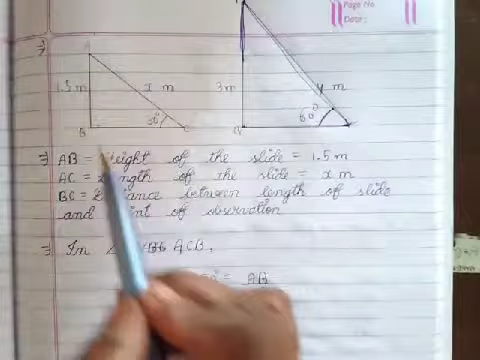 Page No
Date :
1.5 m
x m
30°
B
C
3 m
y m
60°
⇒ AB = Height of the slide = 1.5 m
AC = Length of the slide = x m
BC = Distance between length of slide
and point of observation
⇒ In ACB,
= AB